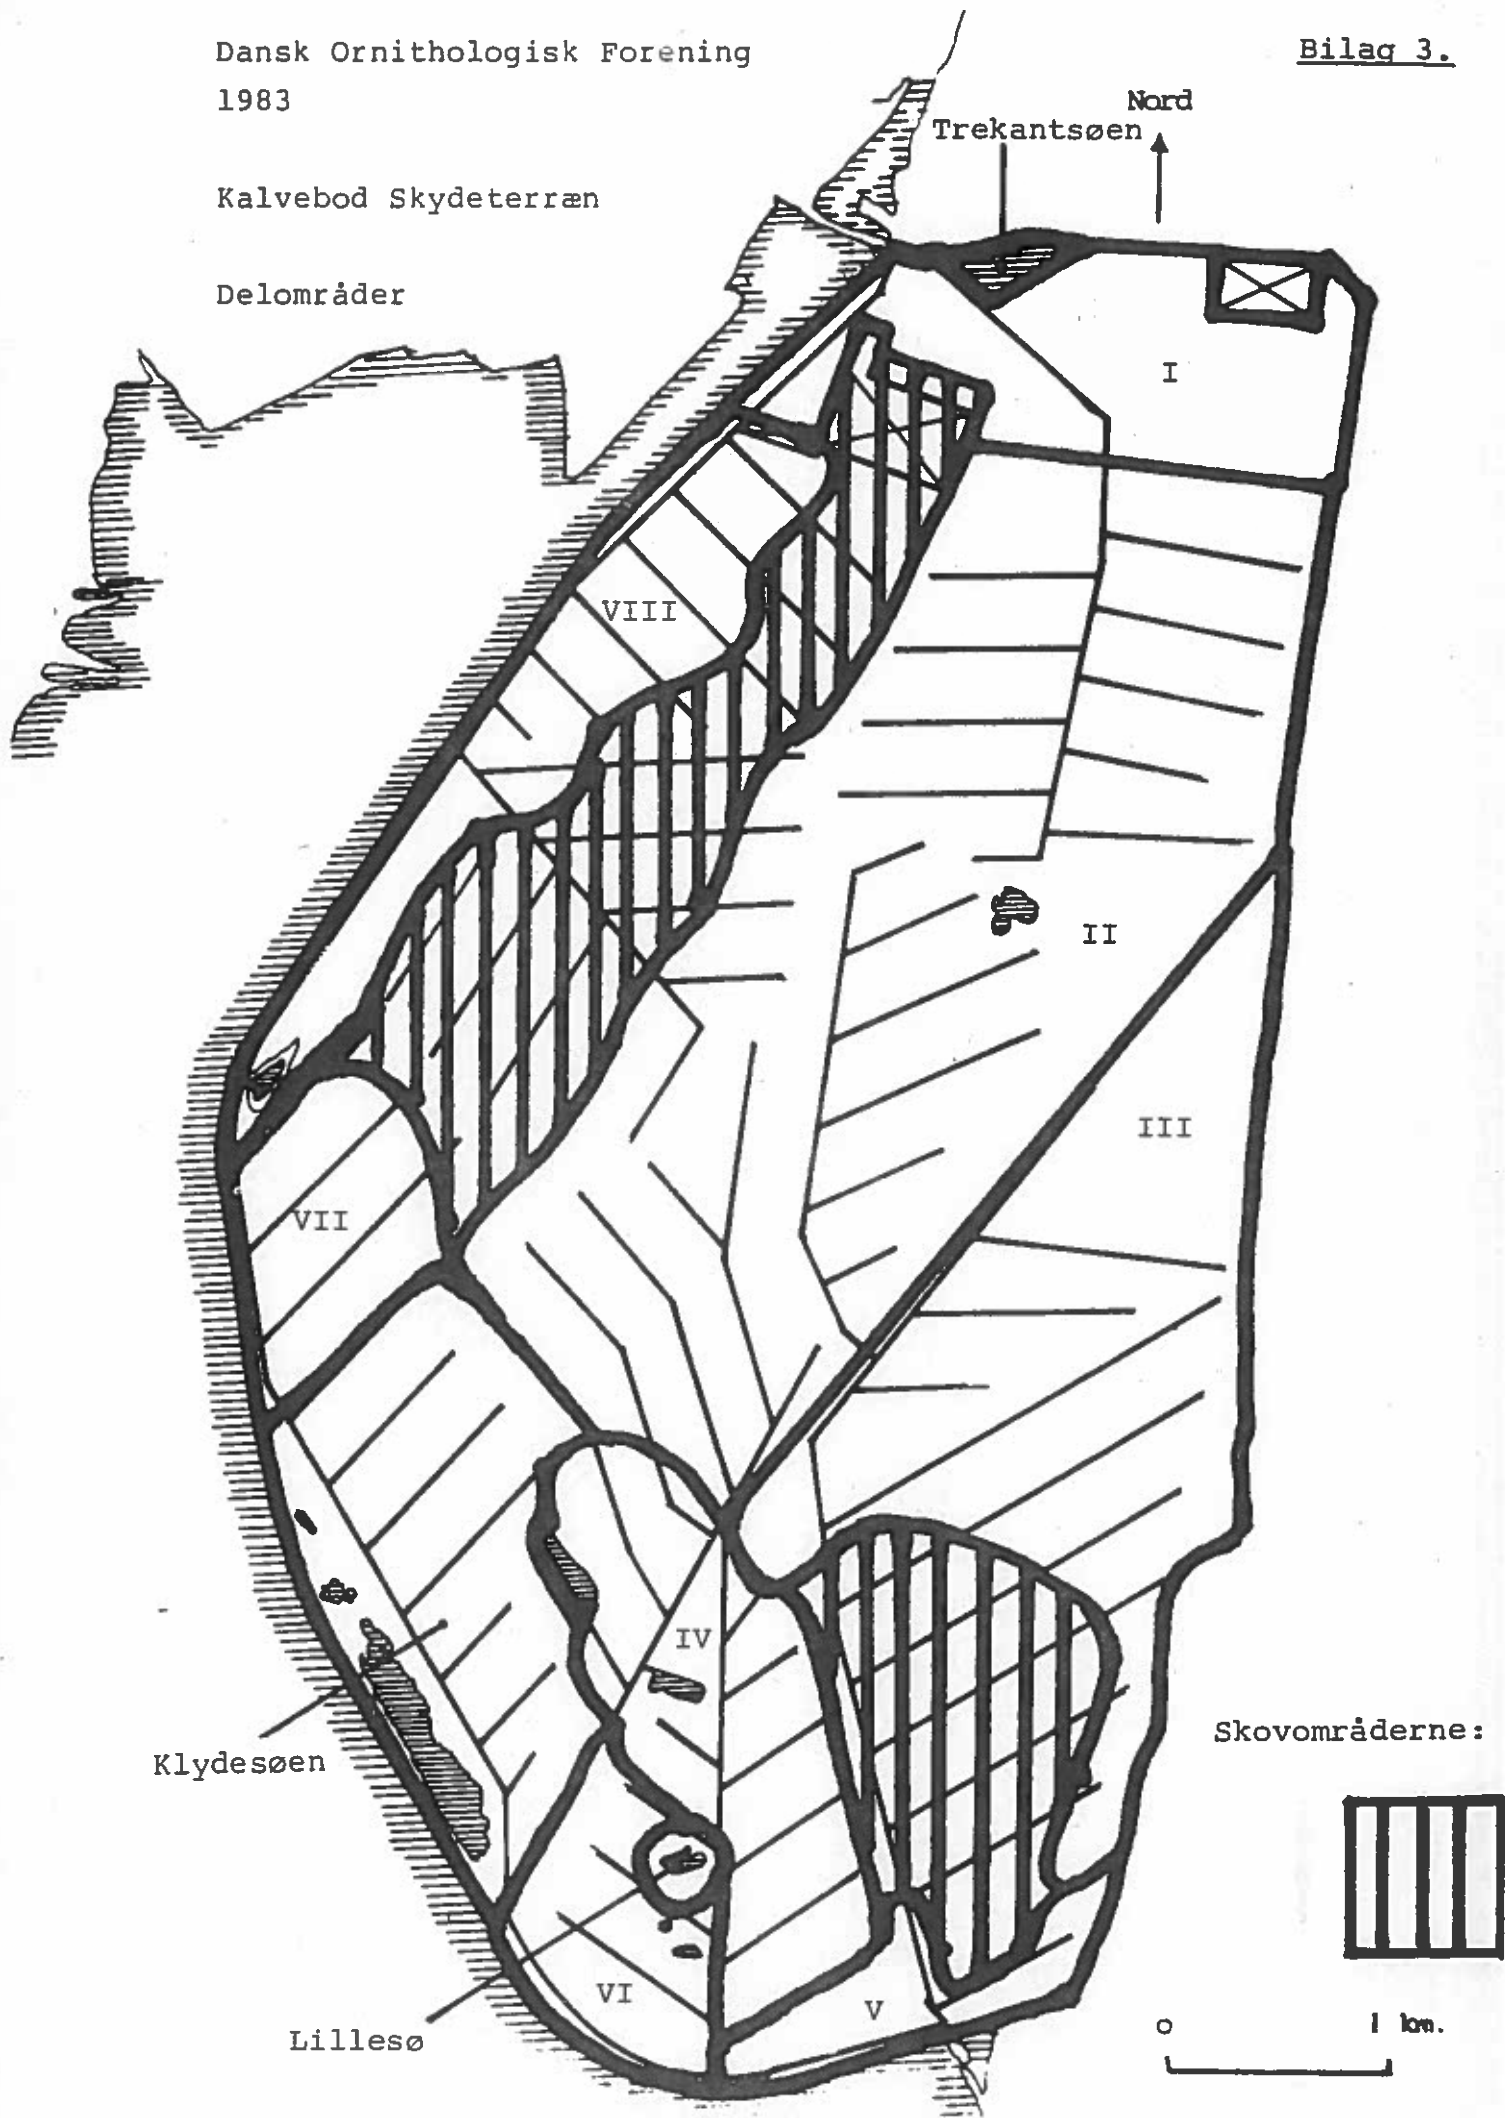 Dansk Ornithologisk Forening
1983
Bilag 3.
Nord
Trekantsøen
Kalvebod Skydeterræn
Delområder
I
VIII
II
III
VII
IV
Skovområderne:
Klydesøen
VI
V
Lillesø
0 1 km.